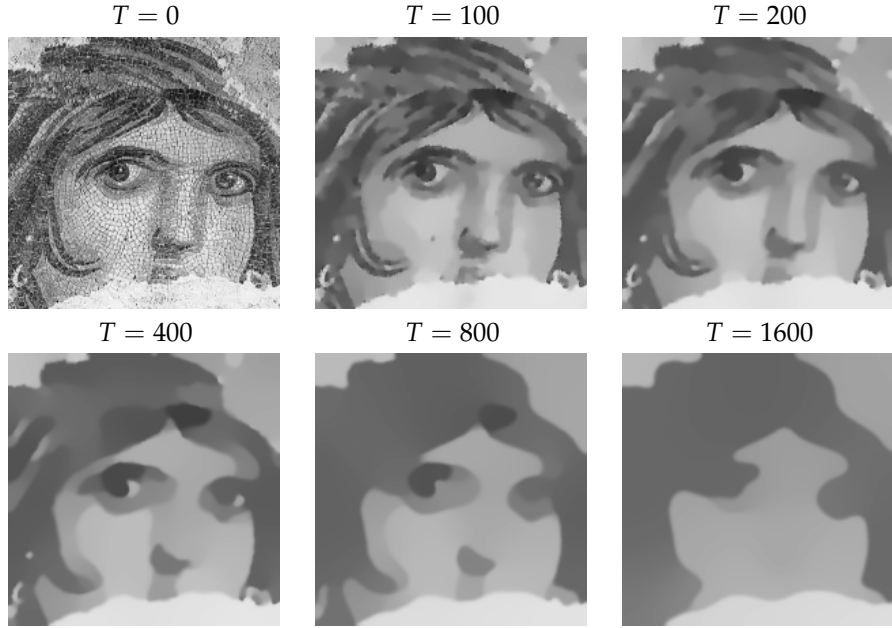 T = 0 T = 100 T = 200
T = 400 T = 800 T = 1600